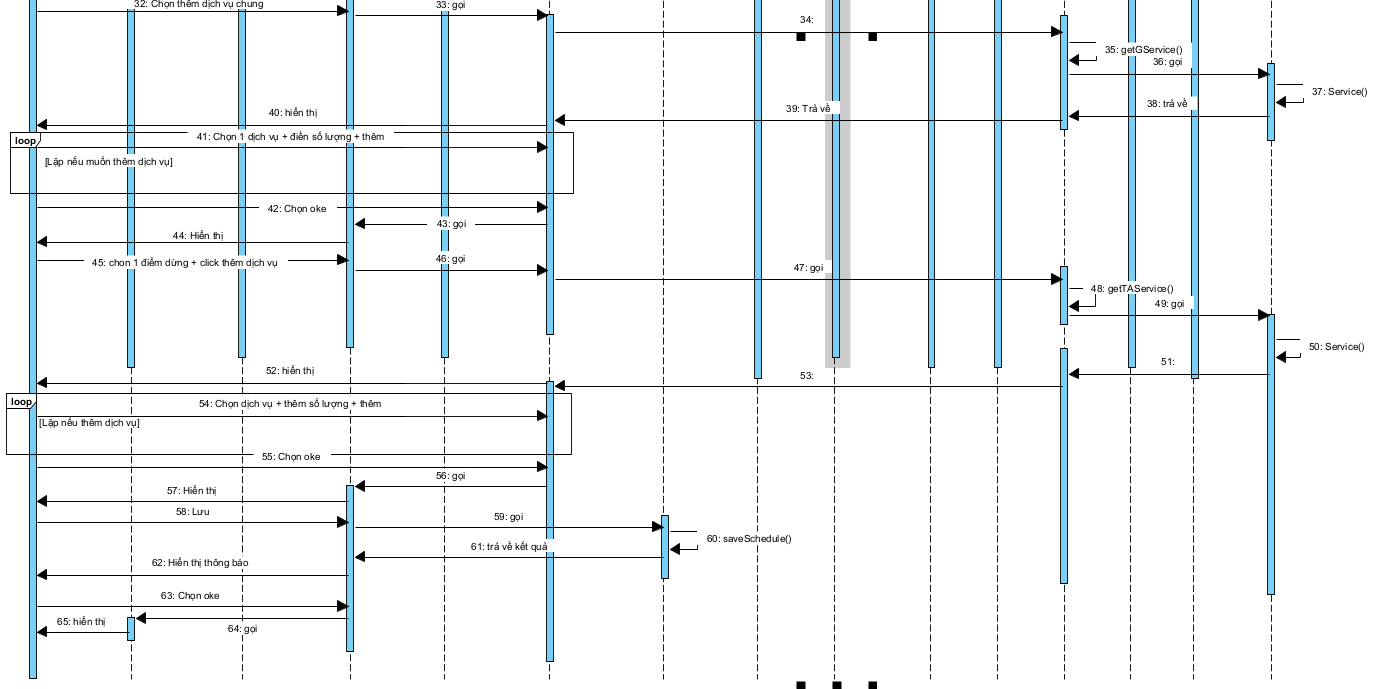 32: Chọn thêm dịch vụ chung
33: gọi
34:
35: getGService()
36: gọi
37: Service()
38: trả về
39: Trả về
40: hiển thị
loop
41: Chọn 1 dịch vụ + điền số lượng + thêm
[Lặp nếu muốn thêm dịch vụ]
42: Chọn oke
43: gọi
44: Hiển thị
45: chon 1 điểm dừng + click thêm dịch vụ
46: gọi
47: gọi
48: getTAService()
49: gọi
50: Service()
51:
52: hiển thị
53:
loop
54: Chọn dịch vụ + thêm số lượng + thêm
[Lặp nếu thêm dịch vụ]
55: Chọn oke
56: gọi
57: Hiển thị
58: Lưu
59: gọi
60: saveSchedule()
61: trả về kết quả
62: Hiển thị thông báo
63: Chọn oke
64: gọi
65: hiển thị